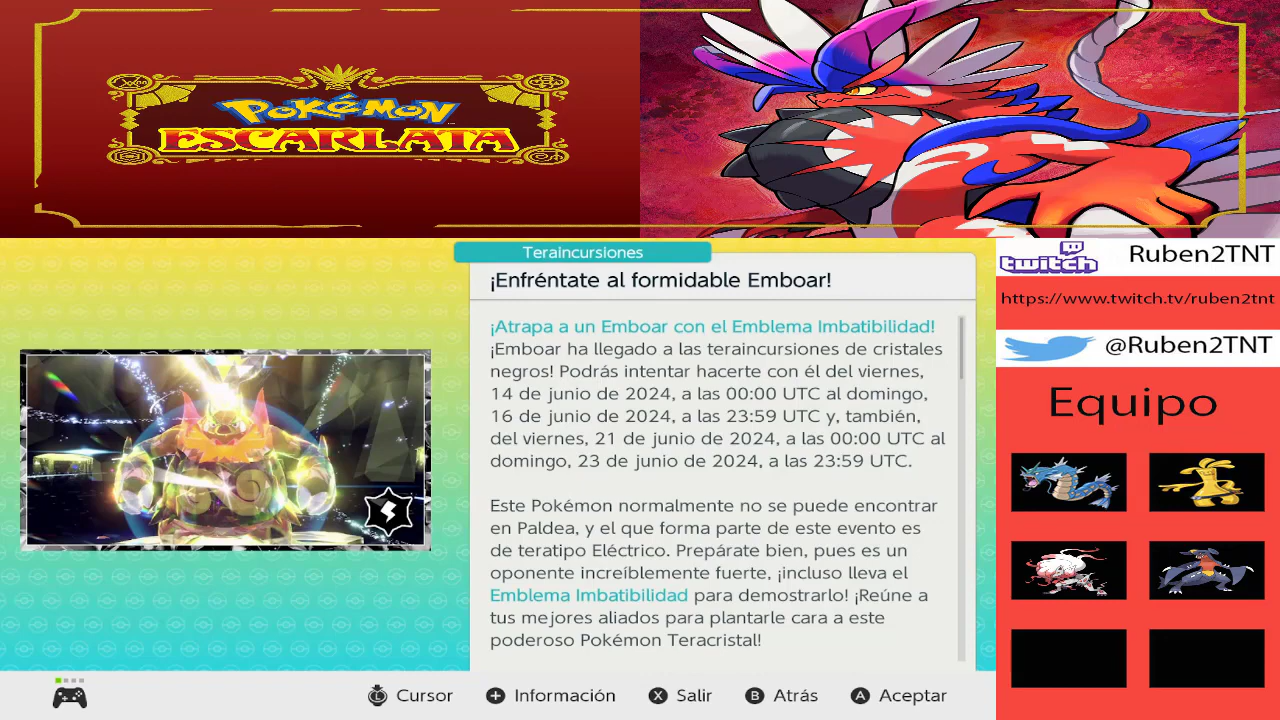 POKÉMON
ESCARLATA
Teraincursiones
¡Enfréntate al formidable Emboar!
¡Atrapa a un Emboar con el Emblema Imbatibilidad!
¡Emboar ha llegado a las teraincursiones de cristales
negros! Podrás intentar hacerte con él del viernes,
14 de junio de 2024, a las 00:00 UTC al domingo,
16 de junio de 2024, a las 23:59 UTC y, también,
del viernes, 21 de junio de 2024, a las 00:00 UTC al
domingo, 23 de junio de 2024, a las 23:59 UTC.
Este Pokémon normalmente no se puede encontrar
en Paldea, y el que forma parte de este evento es
de teratipo Eléctrico. Prepárate bien, pues es un
oponente increíblemente fuerte, ¡incluso lleva el
Emblema Imbatibilidad para demostrarlo! ¡Reúne a
tus mejores aliados para plantarle cara a este
poderoso Pokémon Teracristal!
L Cursor
+ Información
X Salir
B Atrás
A Aceptar
twitch Ruben2TNT
https://www.twitch.tv/ruben2tnt
@Ruben2TNT
Equipo